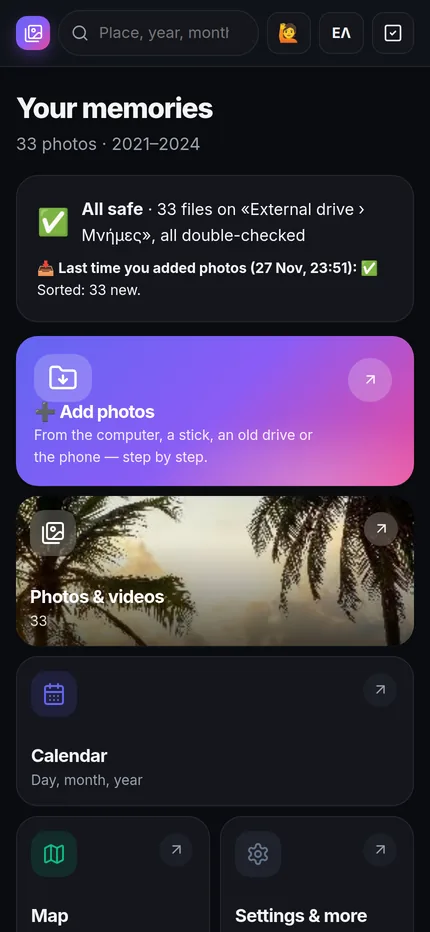 Place, year, month
ΕΛ
Your memories
33 photos · 2021–2024
All safe · 33 files on «External drive ›
Μνήμες», all double-checked
Last time you added photos (27 Nov, 23:51):
Sorted: 33 new.
Add photos
From the computer, a stick, an old drive or
the phone — step by step.
Photos & videos
33
Calendar
Day, month, year
Map
Settings & more